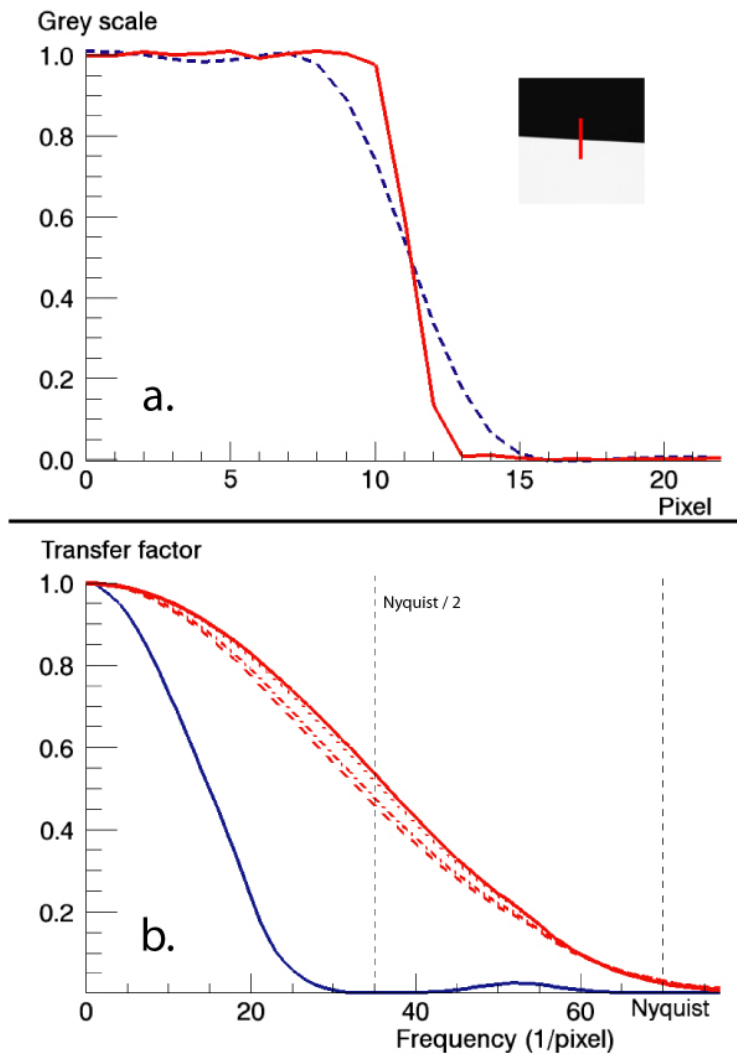 Grey scale
1.0
0.8
0.6
0.4
0.2
0.0
a.
0 5 10 15 20
Pixel
Transfer factor
1.0
Nyquist / 2
0.8
0.6
0.4
0.2
b.
0 20 40 60 Nyquist
Frequency (1/pixel)